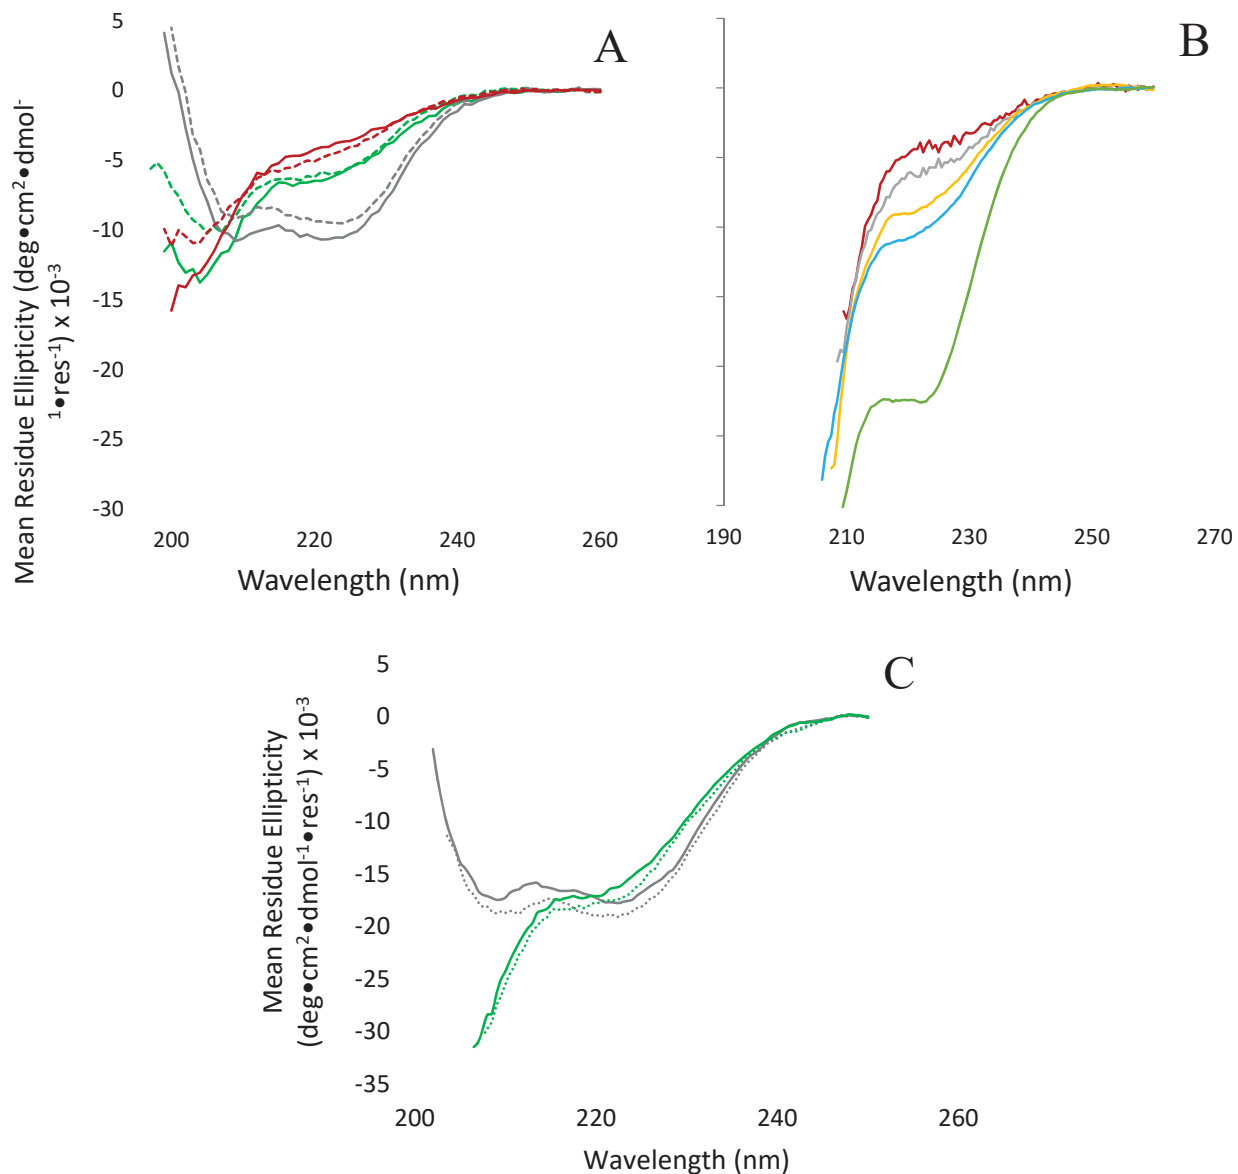 A
5
0
-5
-10
-15
-20
-25
-30
Mean Residue Ellipticity (deg•cm²•dmol-
¹•res⁻¹) x 10⁻³
200 220 240 260
Wavelength (nm)
B
190 210 230 250 270
Wavelength (nm)
C
5
0
-5
-10
-15
-20
-25
-30
-35
Mean Residue Ellipticity
(deg•cm²•dmol⁻¹•res⁻¹) x 10⁻³
200 220 240 260
Wavelength (nm)